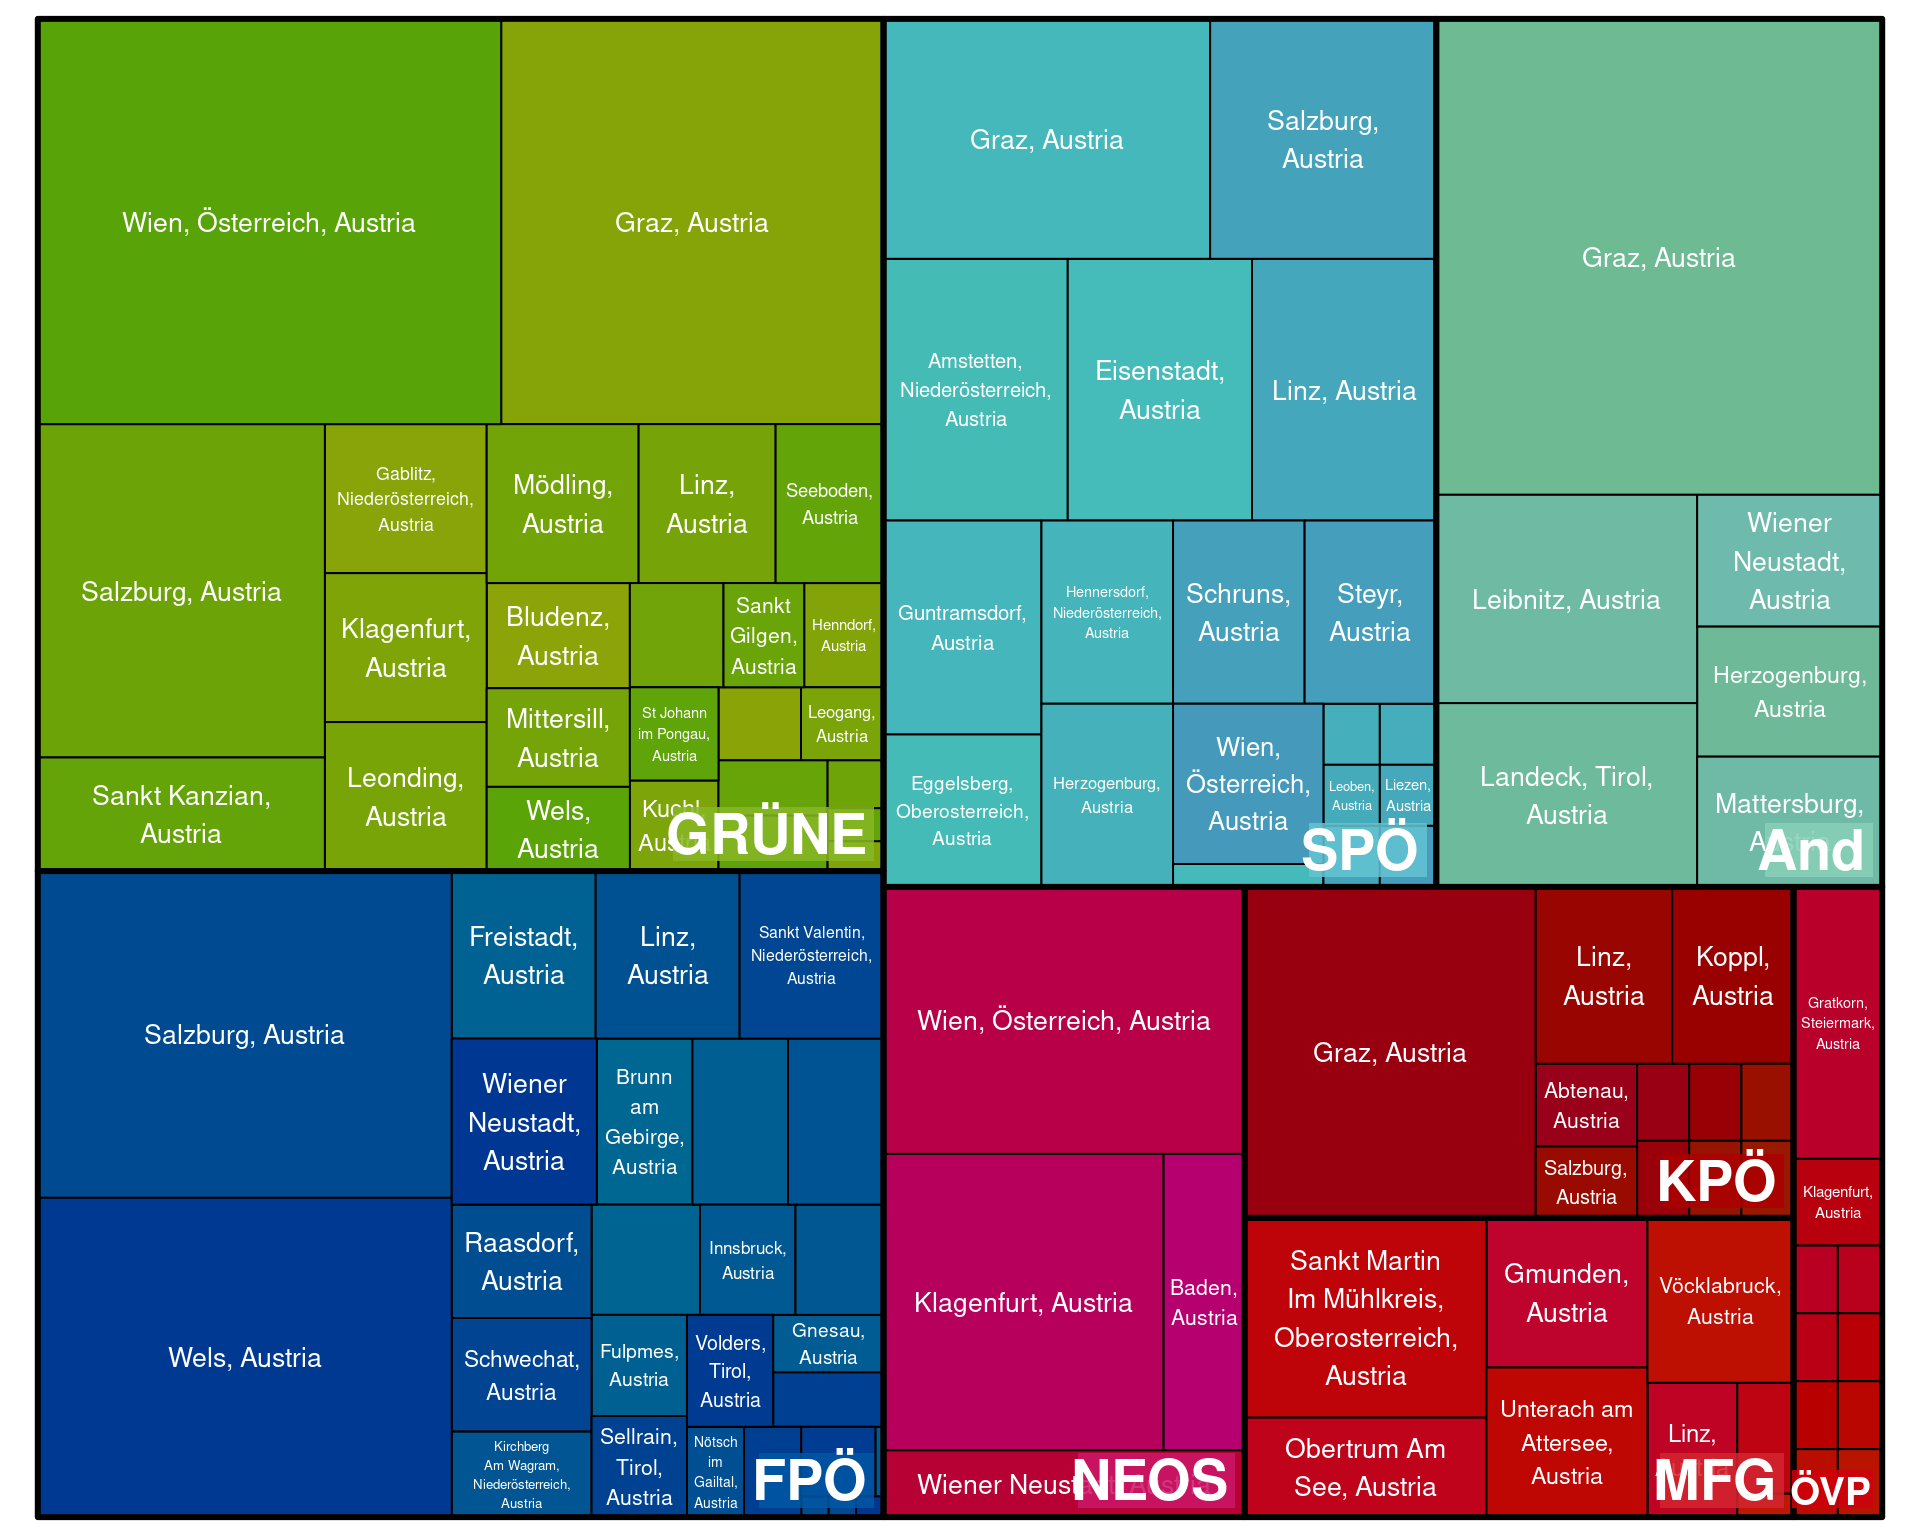 Wien, Österreich, Austria
Graz, Austria
Salzburg, Austria
Sankt Kanzian,
Austria
Gablitz,
Niederösterreich,
Austria
Klagenfurt,
Austria
Leonding,
Austria
Mödling,
Austria
Linz,
Austria
Seeboden,
Austria
Bludenz,
Austria
Sankt
Gilgen,
Austria
Henndorf,
Austria
Mittersill,
Austria
St Johann
im Pongau,
Austria
Leogang,
Austria
Wels,
Austria
Kuchl,
Austria
GRÜNE
Graz, Austria
Salzburg,
Austria
Amstetten,
Niederösterreich,
Austria
Eisenstadt,
Austria
Linz, Austria
Guntramsdorf,
Austria
Hennersdorf,
Niederösterreich,
Austria
Schruns,
Austria
Steyr,
Austria
Eggelsberg,
Oberosterreich,
Austria
Herzogenburg,
Austria
Wien,
Österreich,
Austria
Leoben,
Austria
Liezen,
Austria
SPÖ
Graz, Austria
Leibnitz, Austria
Landeck, Tirol,
Austria
Wiener
Neustadt,
Austria
Herzogenburg,
Austria
Mattersburg,
Austria
And
Salzburg, Austria
Wels, Austria
Freistadt,
Austria
Linz,
Austria
Sankt Valentin,
Niederösterreich,
Austria
Wiener
Neustadt,
Austria
Brunn
am
Gebirge,
Austria
Raasdorf,
Austria
Innsbruck,
Austria
Schwechat,
Austria
Fulpmes,
Austria
Volders,
Tirol,
Austria
Gnesau,
Austria
Kirchberg
Am Wagram,
Niederösterreich,
Austria
Sellrain,
Tirol,
Austria
Nötsch
im
Gailtal,
Austria
FPÖ
Wien, Österreich, Austria
Klagenfurt, Austria
Baden,
Austria
Wiener Neustadt, Austria
NEOS
Graz, Austria
Linz,
Austria
Koppl,
Austria
Abtenau,
Austria
Salzburg,
Austria
KPÖ
Sankt Martin
Im Mühlkreis,
Oberosterreich,
Austria
Obertrum Am
See, Austria
Gmunden,
Austria
Unterach am
Attersee,
Austria
Vöcklabruck,
Austria
Linz,
Austria
MFG
Gratkorn,
Steiermark,
Austria
Klagenfurt,
Austria
ÖVP